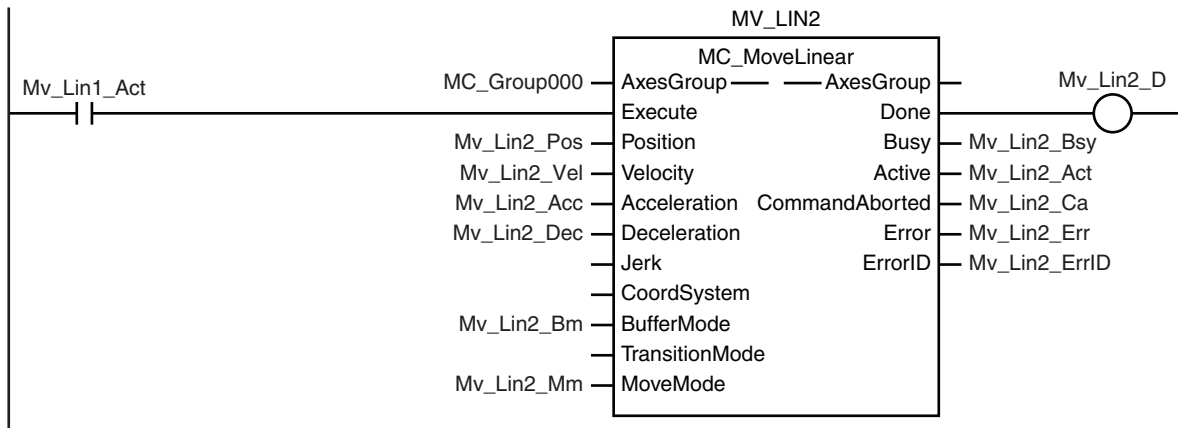 MV_LIN2
MC_MoveLinear
Mv_Lin1_Act
MC_Group000 AxesGroup AxesGroup Mv_Lin2_D
Execute Done
Mv_Lin2_Pos Position Busy Mv_Lin2_Bsy
Mv_Lin2_Vel Velocity Active Mv_Lin2_Act
Mv_Lin2_Acc Acceleration CommandAborted Mv_Lin2_Ca
Mv_Lin2_Dec Deceleration Error Mv_Lin2_Err
Jerk ErrorID Mv_Lin2_ErrID
CoordSystem
Mv_Lin2_Bm BufferMode
TransitionMode
Mv_Lin2_Mm MoveMode